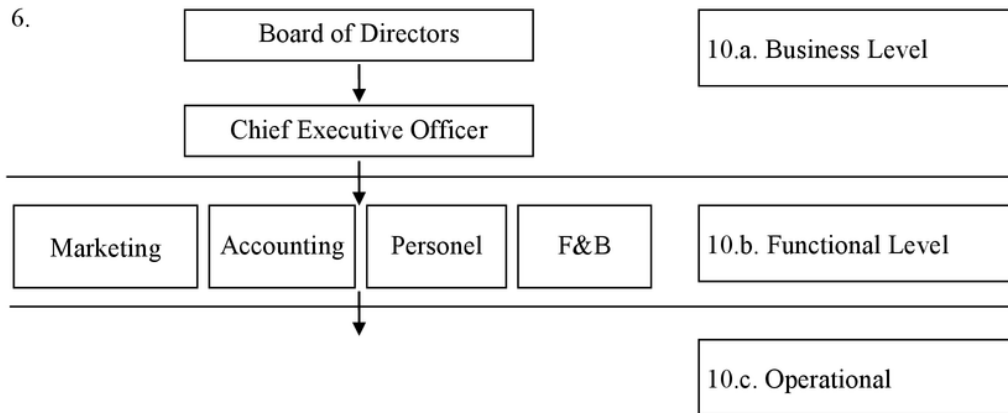 6.
Board of Directors
10.a. Business Level
Chief Executive Officer
Marketing
Accounting
Personel
F&B
10.b. Functional Level
10.c. Operational